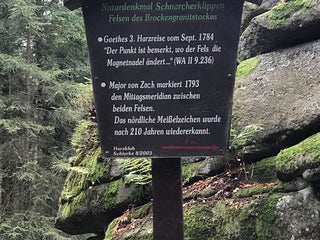 Naturdenkmal Schnarcherklippen
Felsen des Brockengranitstockes
Goethes 3. Harzreise vom Sept. 1784
"Der Punkt ist bemerkt, wo der Fels die
Magnetnadel ändert..." (WA II 9.236)
Major von Zach markiert 1793
den Mittagsmeridian zwischen
beiden Felsen.
Das nördliche Meißelzeichen wurde
nach 210 Jahren wiedererkannt.
Harzklub
Schierke 8/2003